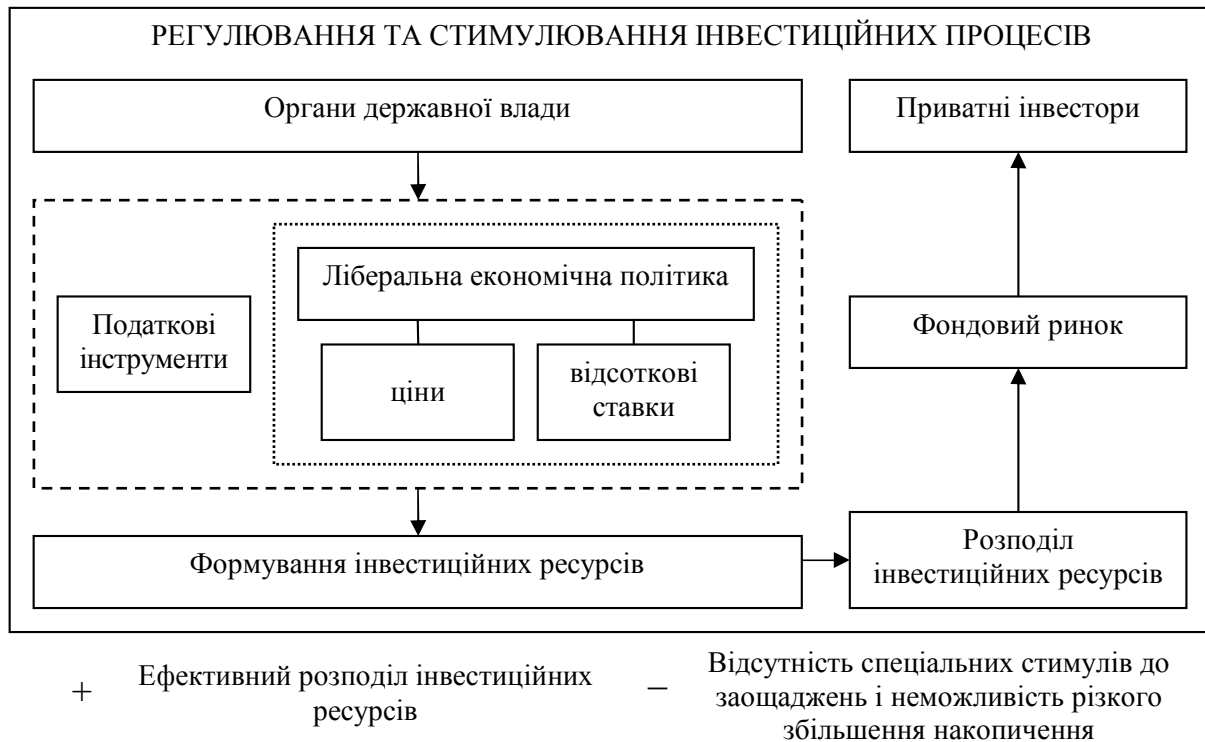 РЕГУЛЮВАННЯ ТА СТИМУЛЮВАННЯ ІНВЕСТИЦІЙНИХ ПРОЦЕСІВ
Органи державної влади
Приватні інвестори
Ліберальна економічна політика
Податкові
інструменти
ціни
відсоткові
ставки
Фондовий ринок
Формування інвестиційних ресурсів
Розподіл
інвестиційних ресурсів
+
Ефективний розподіл інвестиційних
ресурсів
−
Відсутність спеціальних стимулів до
заощаджень і неможливість різкого
збільшення накопичення